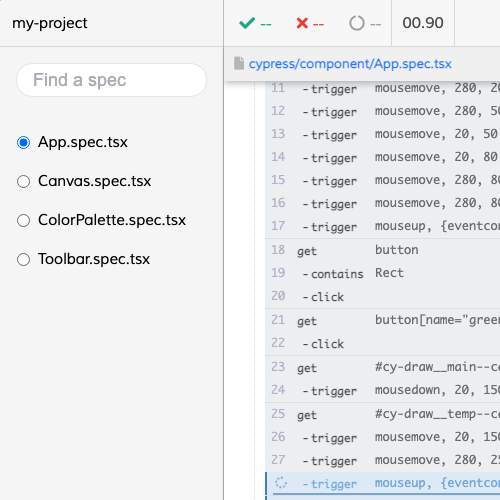 my-project
Find a spec
App.spec.tsx
Canvas.spec.tsx
ColorPalette.spec.tsx
Toolbar.spec.tsx
-- -- -- 00.90
cypress/component/App.spec.tsx
11 -trigger mousemove, 280, 20
12 -trigger mousemove, 280, 50
13 -trigger mousemove, 20, 50
14 -trigger mousemove, 20, 80
15 -trigger mousemove, 280, 80
16 -trigger mousemove, 280, 80
17 -trigger mouseup, {eventcon
18 get button
19 -contains Rect
20 -click
21 get button[name="green
22 -click
23 get #cy-draw__main--ca
24 -trigger mousedown, 20, 150
25 get #cy-draw__temp--ca
26 -trigger mousemove, 20, 150
27 -trigger mousemove, 280, 25
-trigger mouseup, {eventcon